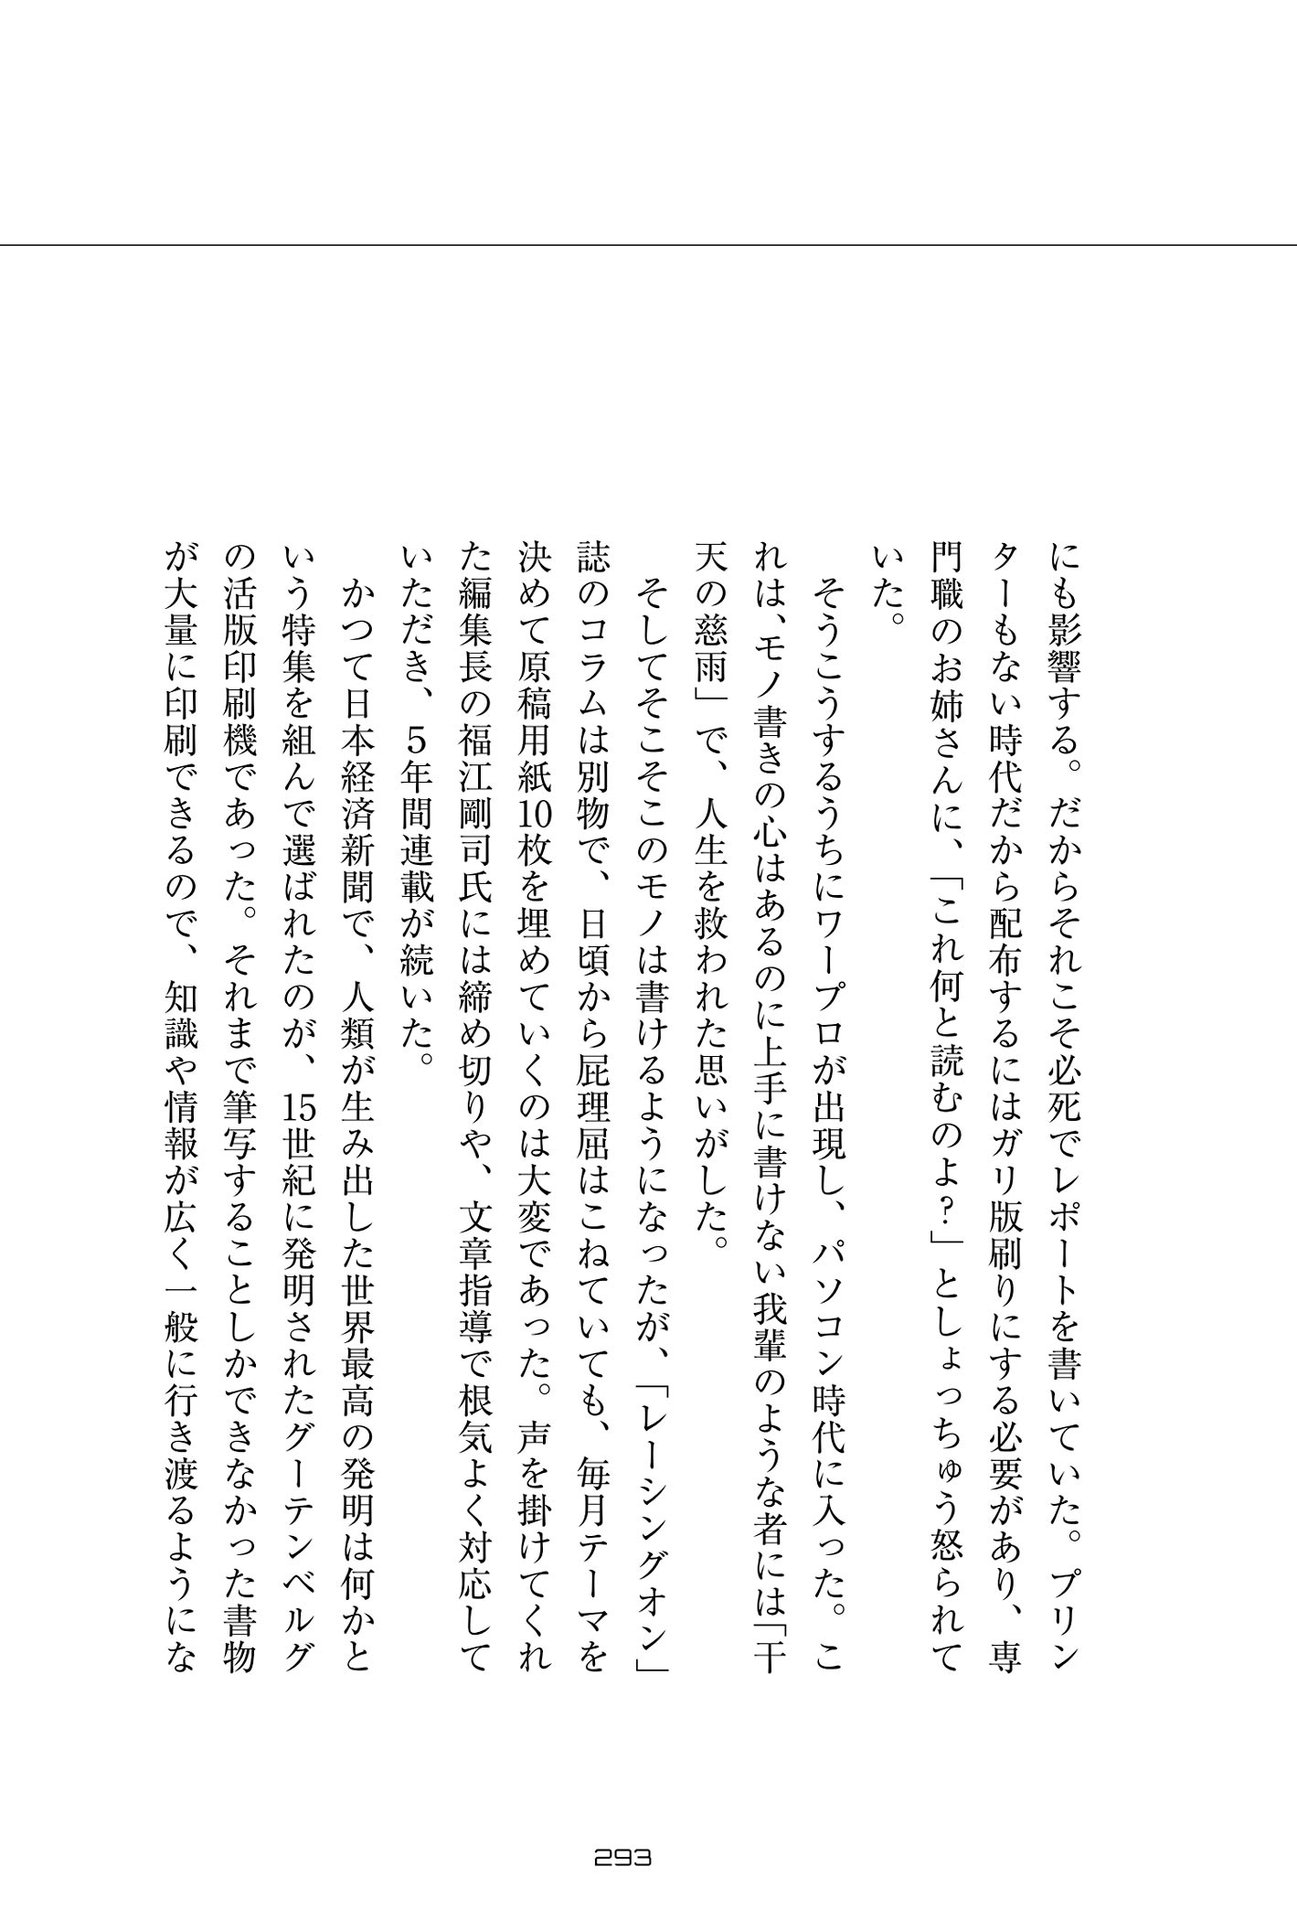 にも影響する。だからそれこそ必死でレポートを書いていた。プリン
ターもない時代だから配布するにはガリ版刷りにする必要があり、専
門職のお姉さんに、「これ何と読むのよ？」としょっちゅう怒られて
いた。
　そうこうするうちにワープロが出現し、パソコン時代に入った。こ
れは、モノ書きの心はあるのに上手に書けない我輩のような者には「干
天の慈雨」で、人生を救われた思いがした。
　そしてそこそこのモノは書けるようになったが、「レーシングオン」
誌のコラムは別物で、日頃から屁理屈はこねていても、毎月テーマを
決めて原稿用紙10枚を埋めていくのは大変であった。声を掛けてくれ
た編集長の福江剛司氏には締め切りや、文章指導で根気よく対応して
いただき、５年間連載が続いた。
　かつて日本経済新聞で、人類が生み出した世界最高の発明は何かと
いう特集を組んで選ばれたのが、15世紀に発明されたグーテンベルグ
の活版印刷機であった。それまで筆写することしかできなかった書物
が大量に印刷できるので、知識や情報が広く一般に行き渡るようにな
293